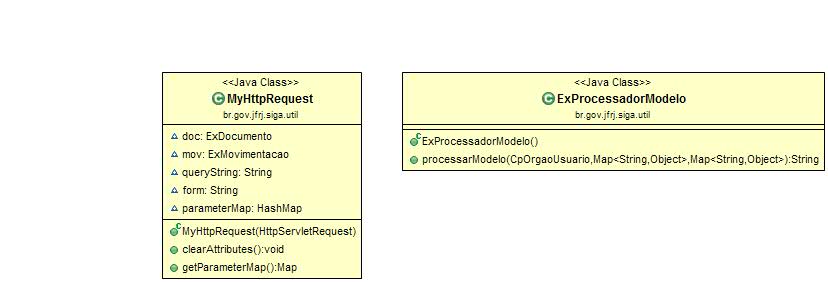 <<Java Class>>
MyHttpRequest
br.gov.jfrj.siga.util
doc: ExDocumento
mov: ExMovimentacao
queryString: String
form: String
parameterMap: HashMap
MyHttpRequest(HttpServletRequest)
clearAttributes():void
getParameterMap():Map
<<Java Class>>
ExProcessadorModelo
br.gov.jfrj.siga.util
ExProcessadorModelo()
processarModelo(CpOrgaoUsuario,Map<String,Object>,Map<String,Object>):String